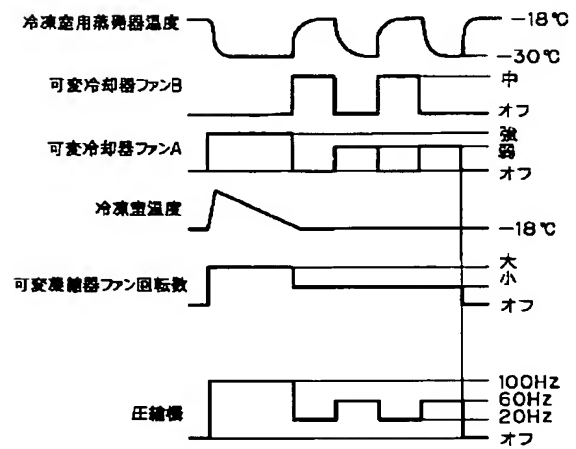 冷凍室用蒸発器温度
−18℃
−30℃
可変冷却器ファンB
中
オフ
可変冷却器ファンA
強
弱
オフ
冷凍室温度
−18℃
可変凝縮器ファン回転数
大
小
オフ
圧縮機
100Hz
60Hz
20Hz
オフ